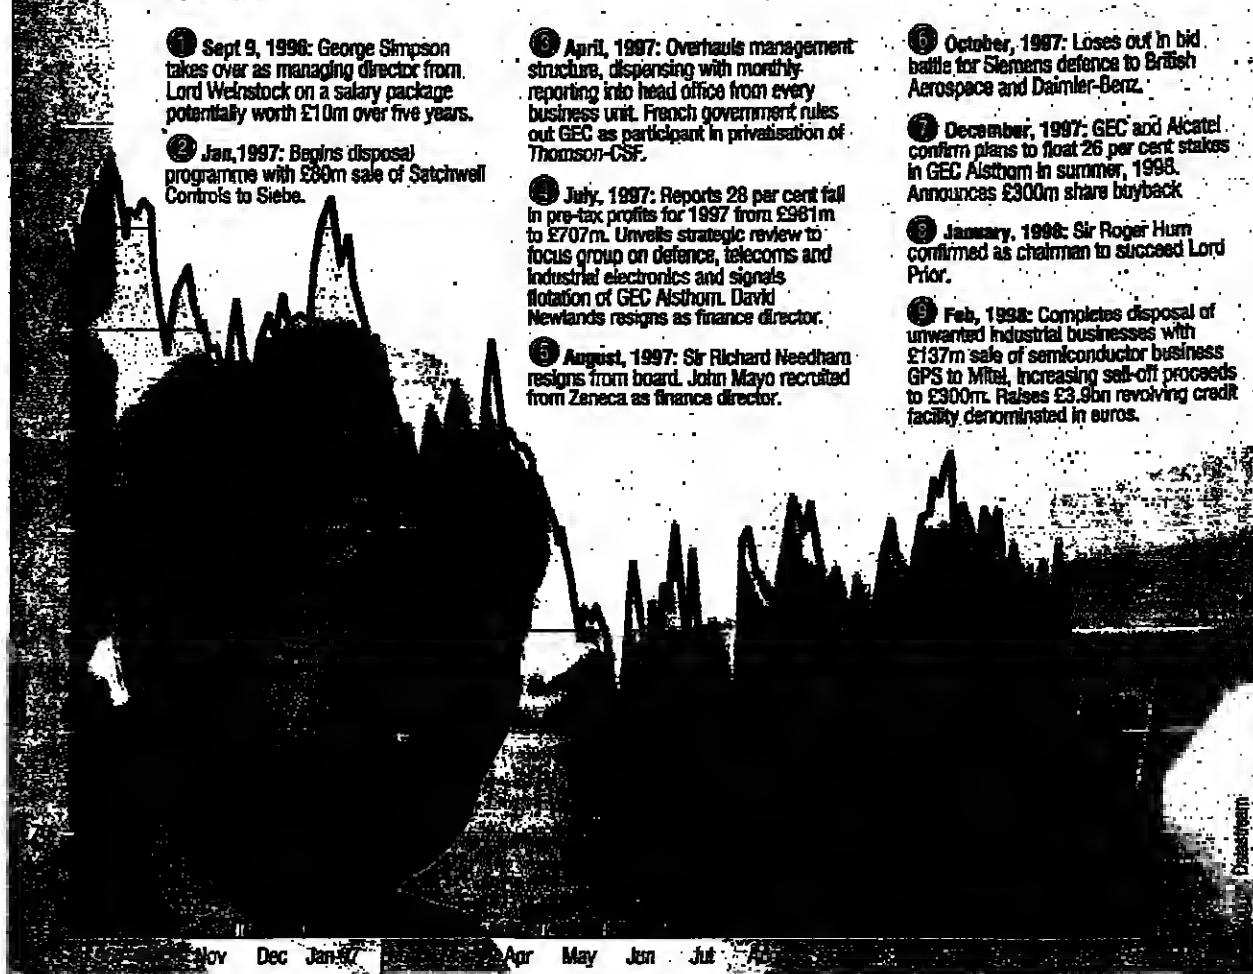 1 Sept 9, 1996: George Simpson
takes over as managing director from
Lord Weinstock on a salary package
potentially worth £10m over five years.
2 Jan,1997: Begins disposal
programme with £80m sale of Satchwell
Controls to Siebe.
3 April, 1997: Overhauls management
structure, dispensing with monthly
reporting into head office from every
business unit. French government rules
out GEC as participant in privatisation of
Thomson-CSF.
4 July, 1997: Reports 28 per cent fall
in pre-tax profits for 1997 from £981m
to £707m. Unveils strategic review to
focus group on defence, telecoms and
industrial electronics and signals
flotation of GEC Alsthom. David
Newlands resigns as finance director.
5 August, 1997: Sir Richard Needham
resigns from board. John Mayo recruited
from Zeneca as finance director.
6 October, 1997: Loses out in bid
battle for Siemens defence to British
Aerospace and Daimler-Benz.
7 December, 1997: GEC and Alcatel
confirm plans to float 26 per cent stakes
in GEC Alsthom in summer, 1998.
Announces £300m share buyback
8 January, 1998: Sir Roger Hurn
confirmed as chairman to succeed Lord
Prior.
9 Feb, 1998: Completes disposal of
unwanted industrial businesses with
£137m sale of semiconductor business
GPS to Mitel, increasing sell-off proceeds
to £300m. Raises £3.9bn revolving credit
facility denominated in euros.
Datastream
Nov Dec Jan 97 Apr May Jun Jul